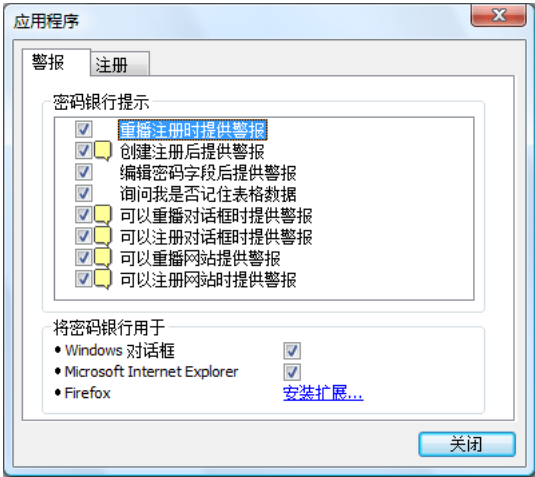 应用程序
警报 注册
密码银行提示
重播注册时提供警报
创建注册后提供警报
编辑密码字段后提供警报
询问我是否记住表格数据
可以重播对话框时提供警报
可以注册对话框时提供警报
可以重播网站提供警报
可以注册网站时提供警报
将密码银行用于
• Windows 对话框
• Microsoft Internet Explorer
• Firefox 安装扩展...
关闭